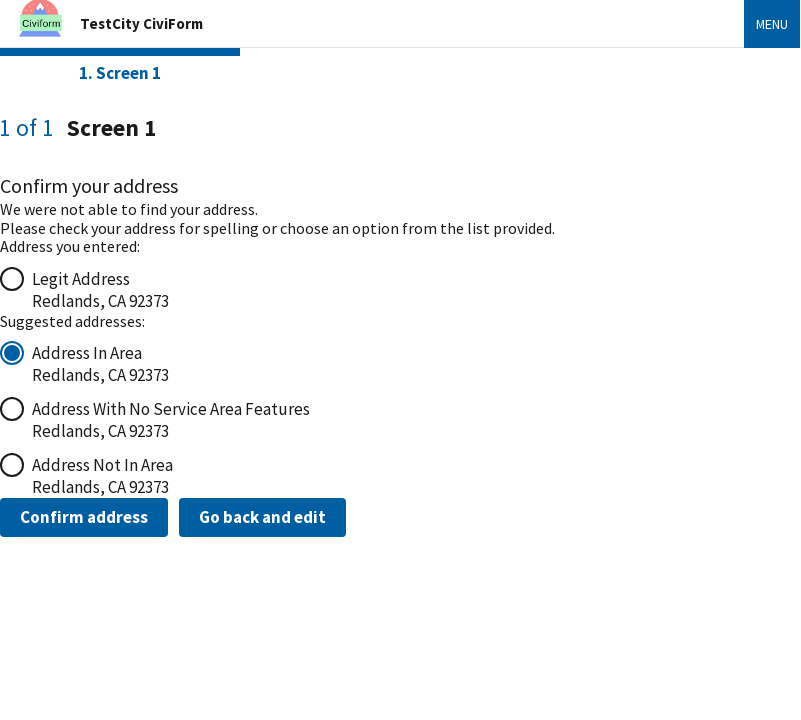 Civiform
TestCity CiviForm
MENU
1. Screen 1
1 of 1 Screen 1
Confirm your address
We were not able to find your address.
Please check your address for spelling or choose an option from the list provided.
Address you entered:
Legit Address
Redlands, CA 92373
Suggested addresses:
Address In Area
Redlands, CA 92373
Address With No Service Area Features
Redlands, CA 92373
Address Not In Area
Redlands, CA 92373
Confirm address
Go back and edit